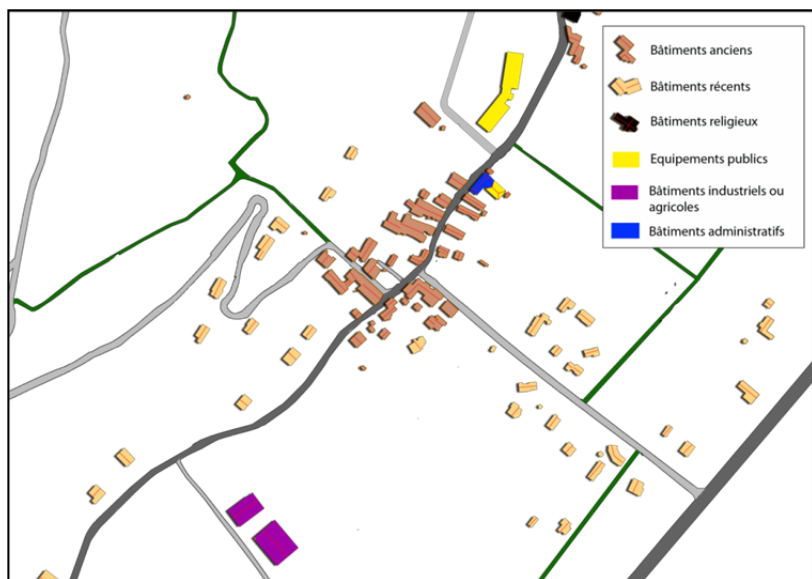 Bâtiments anciens
Bâtiments récents
Bâtiments religieux
Equipements publics
Bâtiments industriels ou
agricoles
Bâtiments administratifs